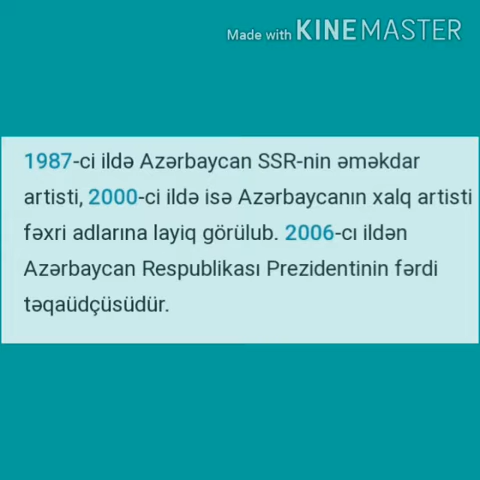 Made with KINEMASTER
1987-ci ildə Azərbaycan SSR-nin əməkdar
artisti, 2000-ci ildə isə Azərbaycanın xalq artisti
fəxri adlarına layiq görülub. 2006-cı ildən
Azərbaycan Respublikası Prezidentinin fərdi
təqaüdçüsüdür.